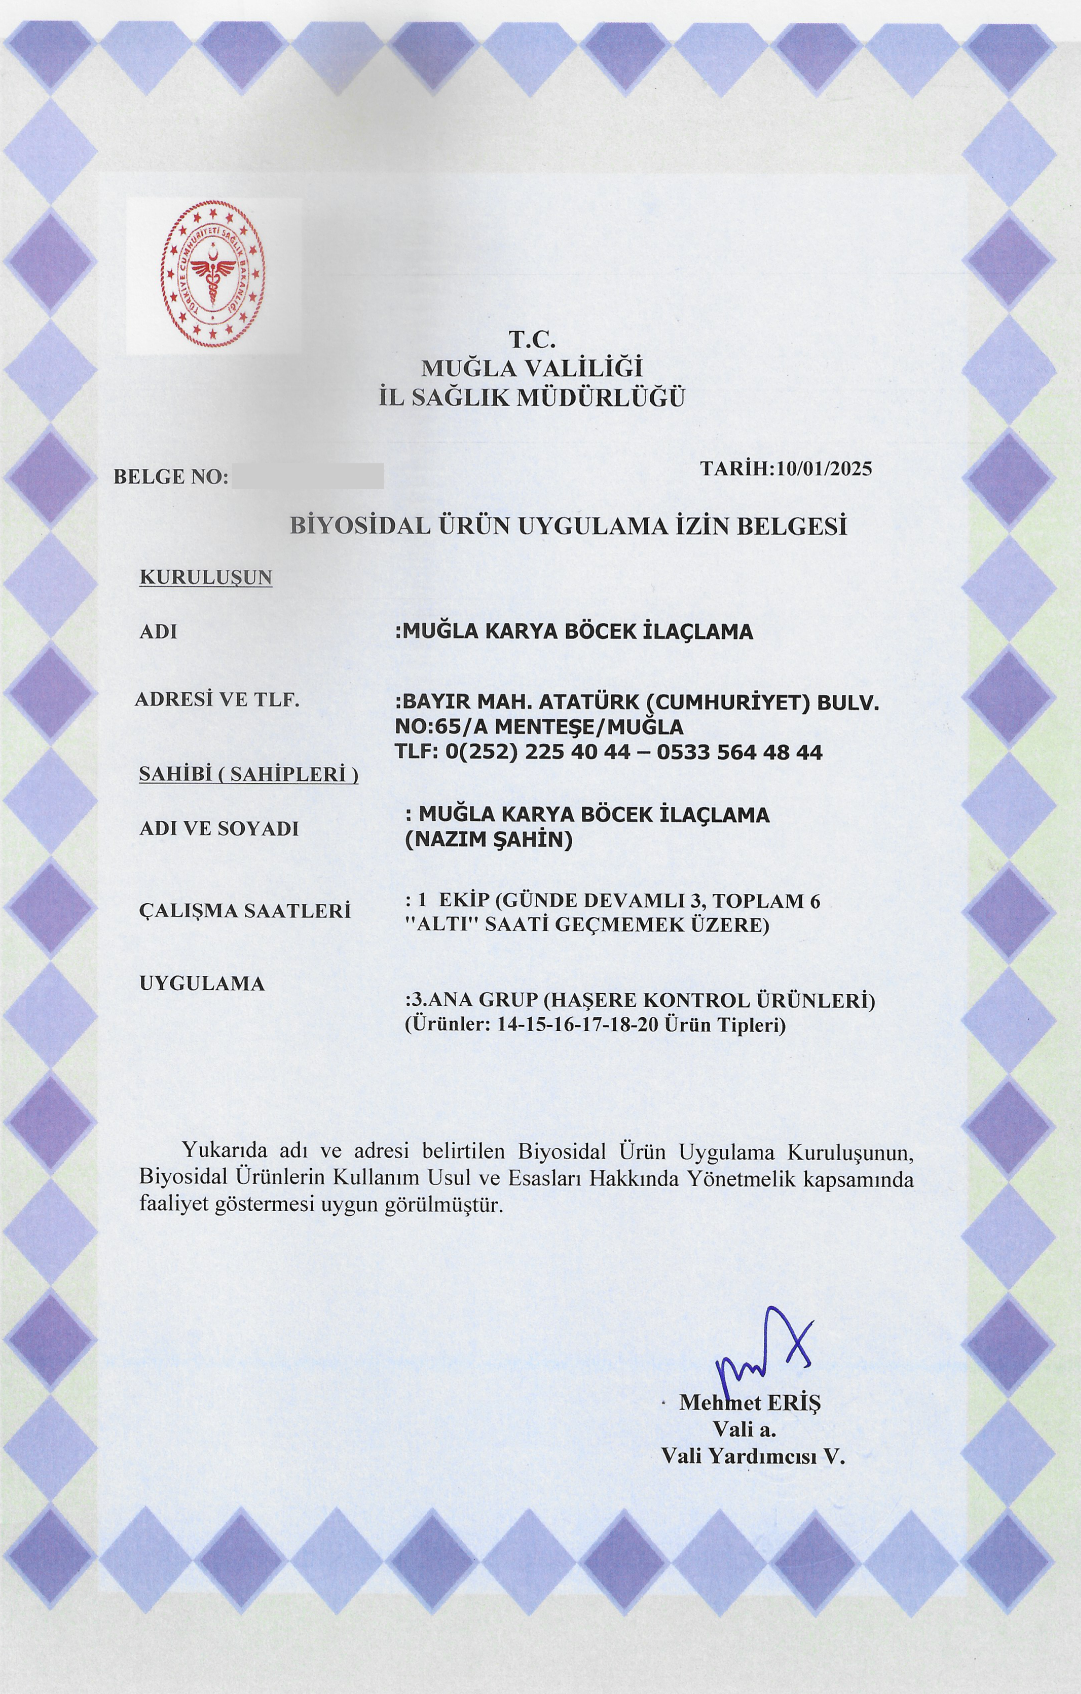 TÜRKİYE CUMHURİYETİ SAĞLIK BAKANLIĞI
T.C.
MUĞLA VALİLİĞİ
İL SAĞLIK MÜDÜRLÜĞÜ
BELGE NO:
TARİH:10/01/2025
BİYOSİDAL ÜRÜN UYGULAMA İZİN BELGESİ
KURULUŞUN
ADI :MUĞLA KARYA BÖCEK İLAÇLAMA
ADRESİ VE TLF. :BAYIR MAH. ATATÜRK (CUMHURİYET) BULV.
NO:65/A MENTEŞE/MUĞLA
TLF: 0(252) 225 40 44 – 0533 564 48 44
SAHİBİ ( SAHİPLERİ )
ADI VE SOYADI : MUĞLA KARYA BÖCEK İLAÇLAMA
(NAZIM ŞAHİN)
ÇALIŞMA SAATLERİ : 1 EKİP (GÜNDE DEVAMLI 3, TOPLAM 6
"ALTI" SAATİ GEÇMEMEK ÜZERE)
UYGULAMA :3.ANA GRUP (HAŞERE KONTROL ÜRÜNLERİ)
(Ürünler: 14-15-16-17-18-20 Ürün Tipleri)
Yukarıda adı ve adresi belirtilen Biyosidal Ürün Uygulama Kuruluşunun,
Biyosidal Ürünlerin Kullanım Usul ve Esasları Hakkında Yönetmelik kapsamında
faaliyet göstermesi uygun görülmüştür.
Mehmet ERİŞ
Vali a.
Vali Yardımcısı V.